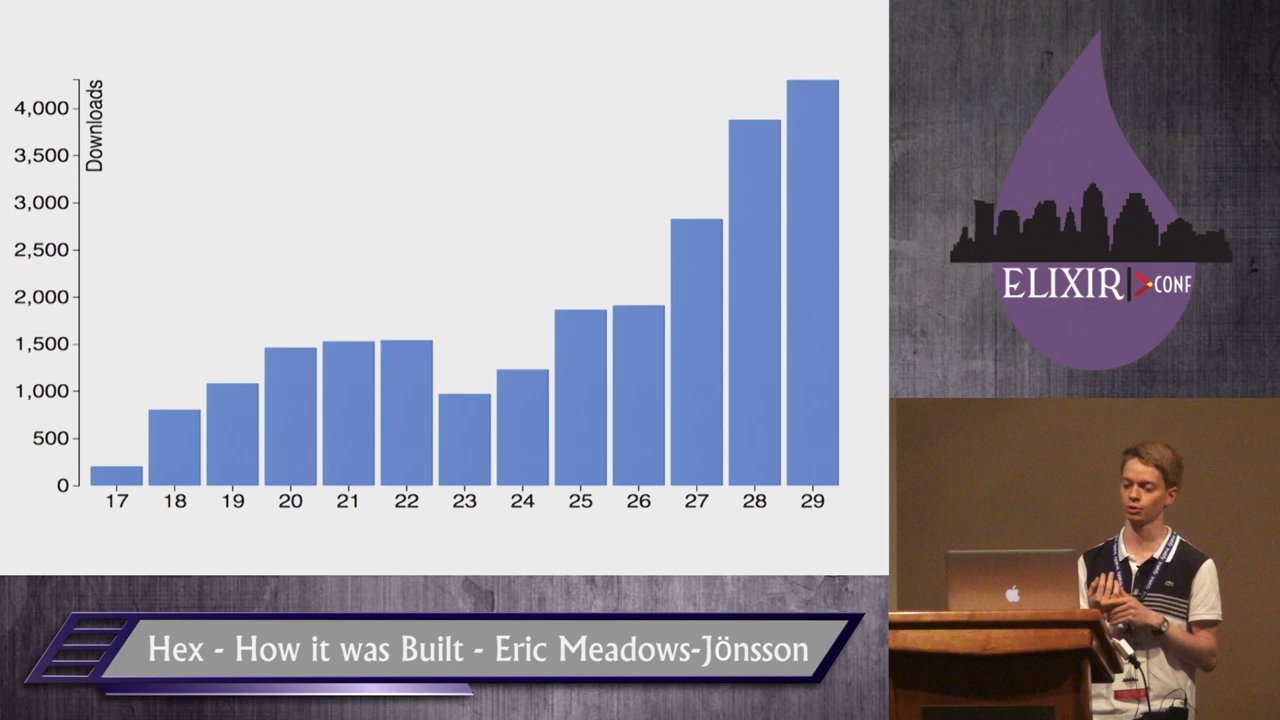 Downloads
4,000
3,500
3,000
2,500
2,000
1,500
1,000
500
0
17 18 19 20 21 22 23 24 25 26 27 28 29
ELIXIR|>CONF
Hex - How it was Built - Eric Meadows-Jönsson